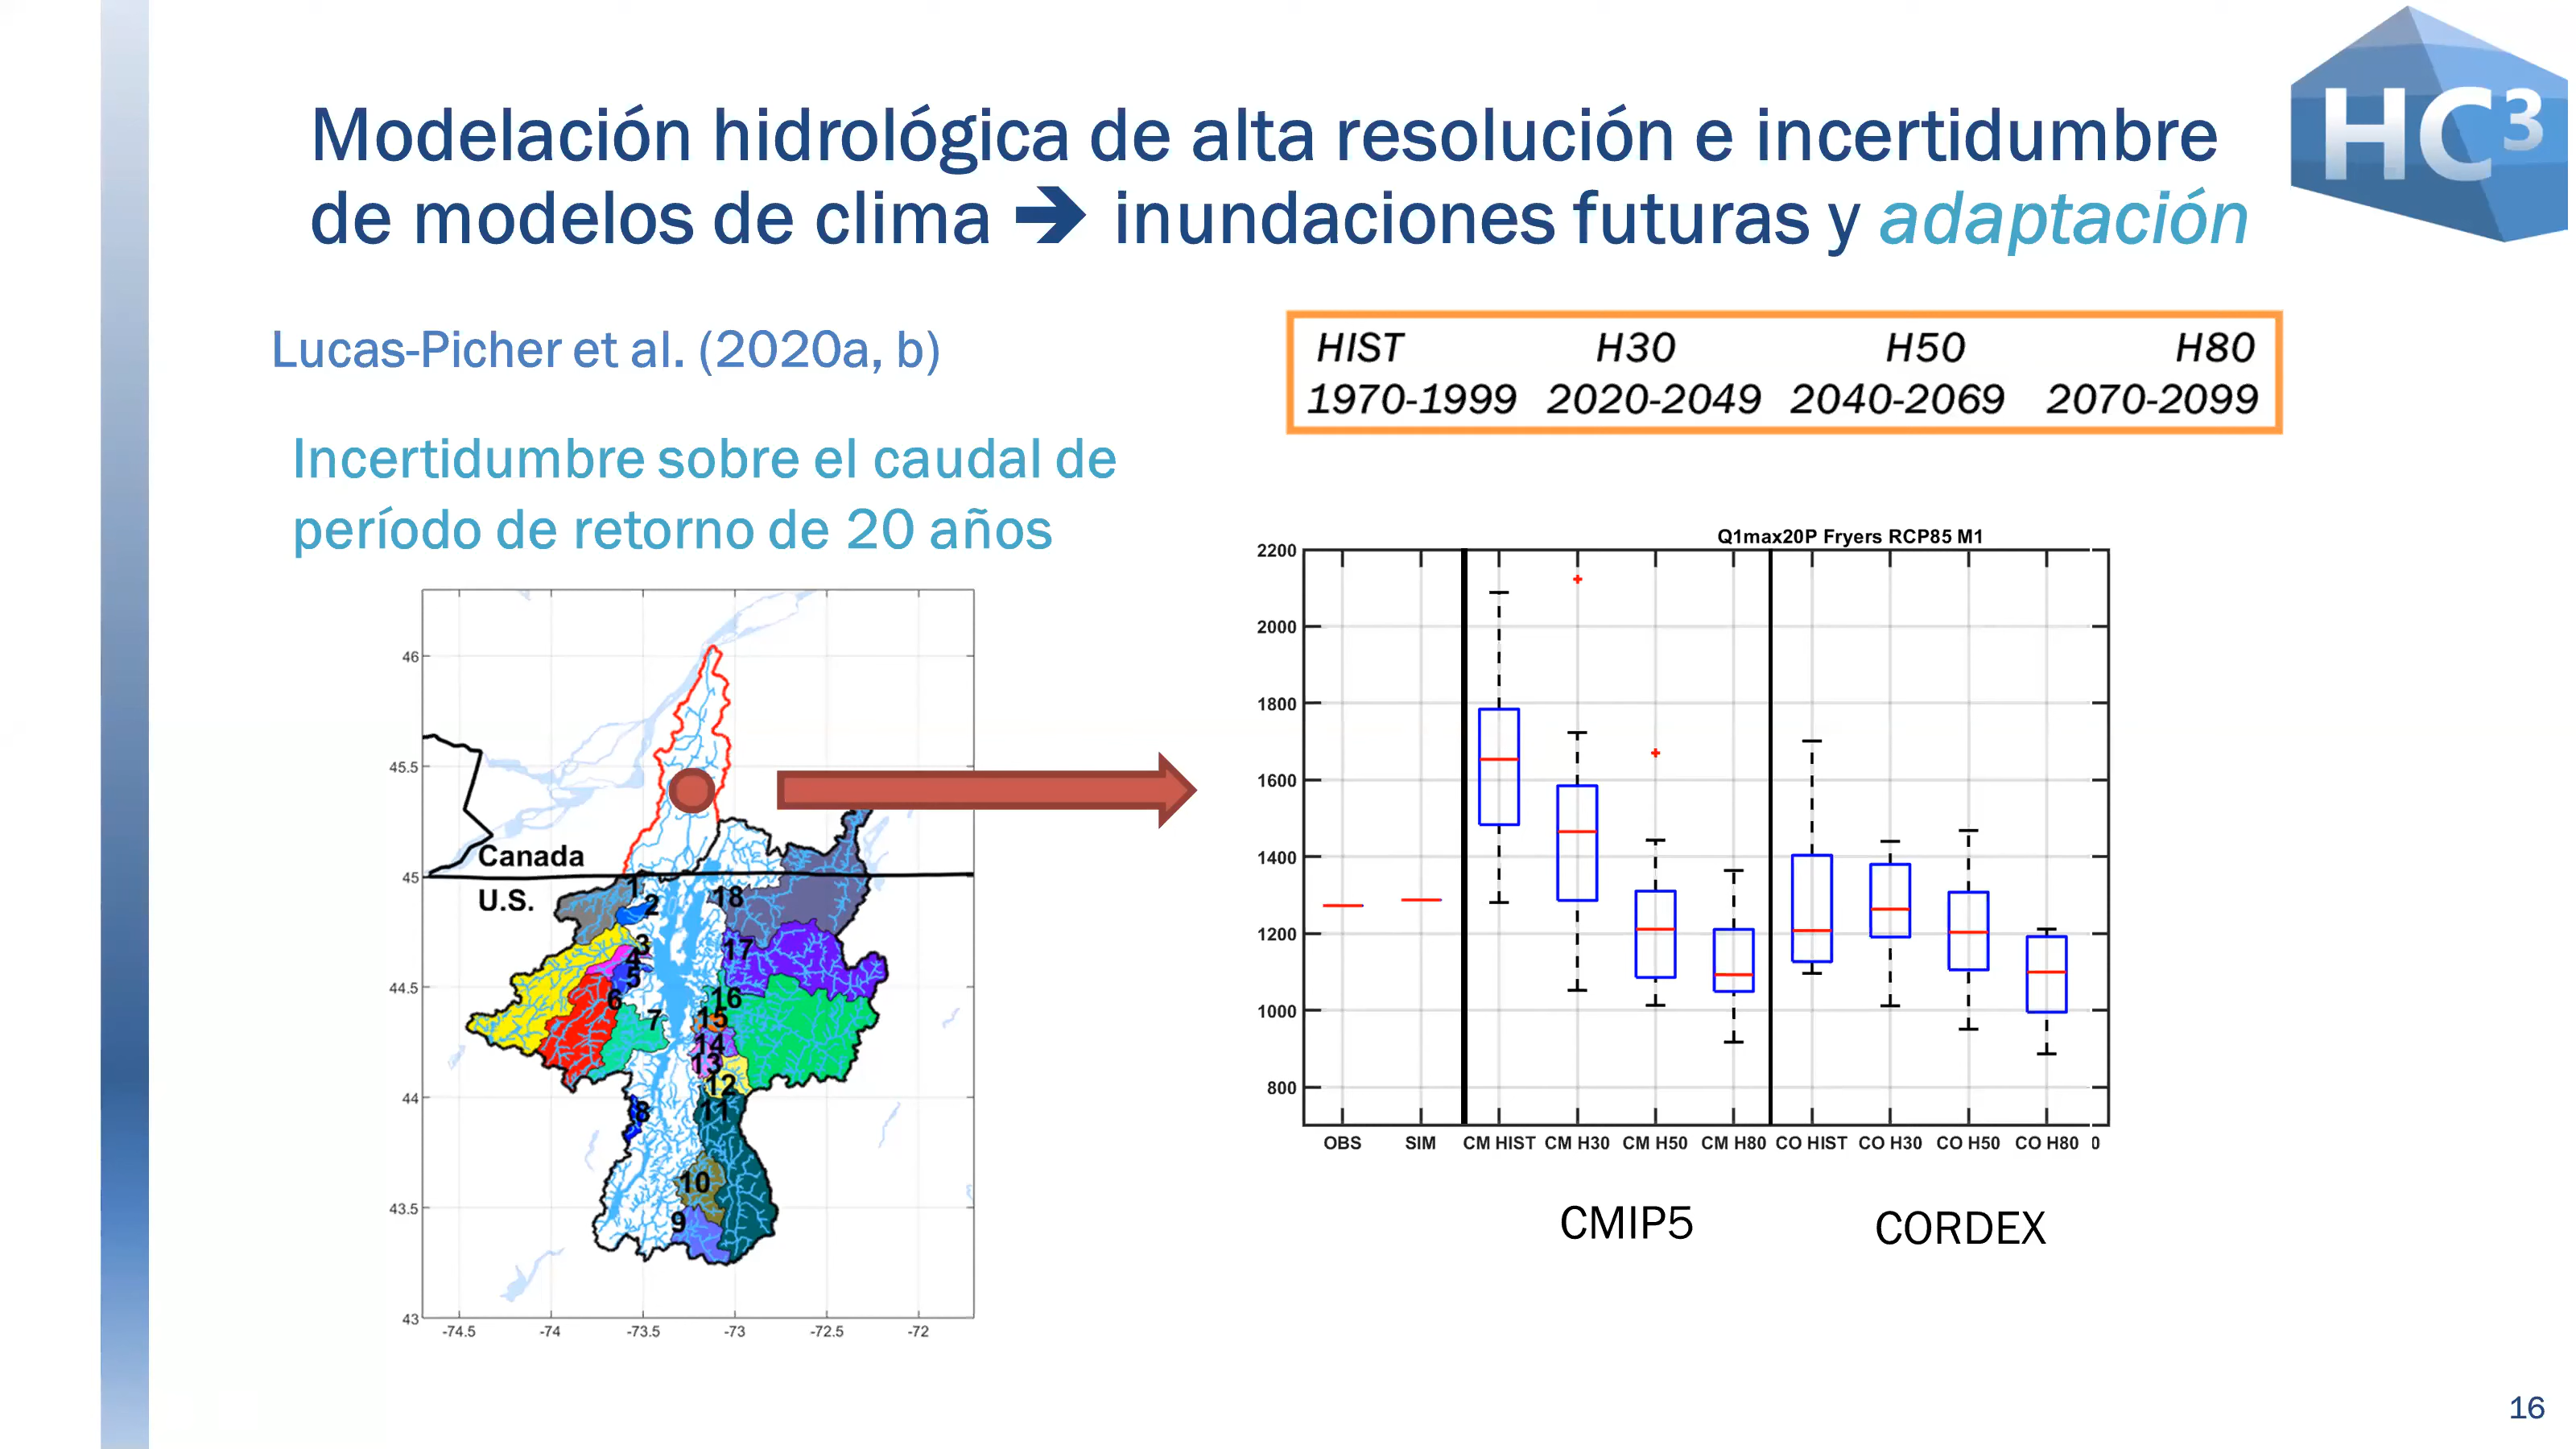 HC³
Modelación hidrológica de alta resolución e incertidumbre
de modelos de clima ➔ inundaciones futuras y adaptación
Lucas-Picher et al. (2020a, b)
HIST H30 H50 H80
1970-1999 2020-2049 2040-2069 2070-2099
Incertidumbre sobre el caudal de
período de retorno de 20 años
46
45.5
45
44.5
44
43.5
43
-74.5 -74 -73.5 -73 -72.5 -72
Canada
U.S.
1
2
3
4
5
6
7
8
9
10
11
12
13
14
15
16
17
18
Q1max20P Fryers RCP85 M1
2200
2000
1800
1600
1400
1200
1000
800
OBS SIM CM HIST CM H30 CM H50 CM H80 CO HIST CO H30 CO H50 CO H80 0
CMIP5 CORDEX
16